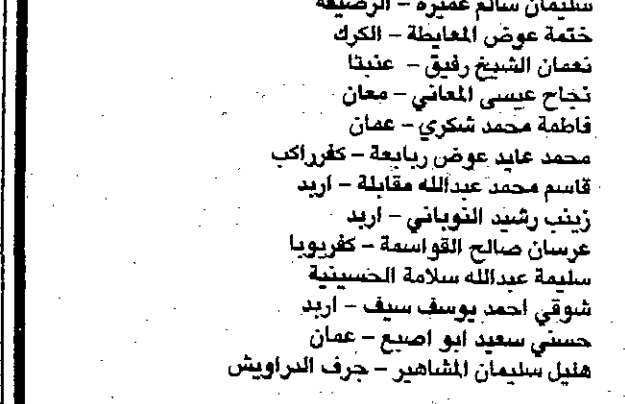 سليمان سالم عميرة – الرصيفة
ختمة عوض المعايطة – الكرك
نعمان الشيخ رفيق – عنبتا
نجاح عيسى المعاني – معان
فاطمة محمد شكري – عمان
محمد عايد عوض ربابعة – كفرراكب
قاسم محمد عبدالله مقابلة – اربد
زينب رشيد النوباني – اربد
عرسان صالح القواسمة – كفريوبا
سليمة عبدالله سلامة الحسينية
شوقي احمد يوسف سيف – اربد
حسني سعيد ابو اصبع – عمان
هليل سليمان المشاهير – جرف الدراويش